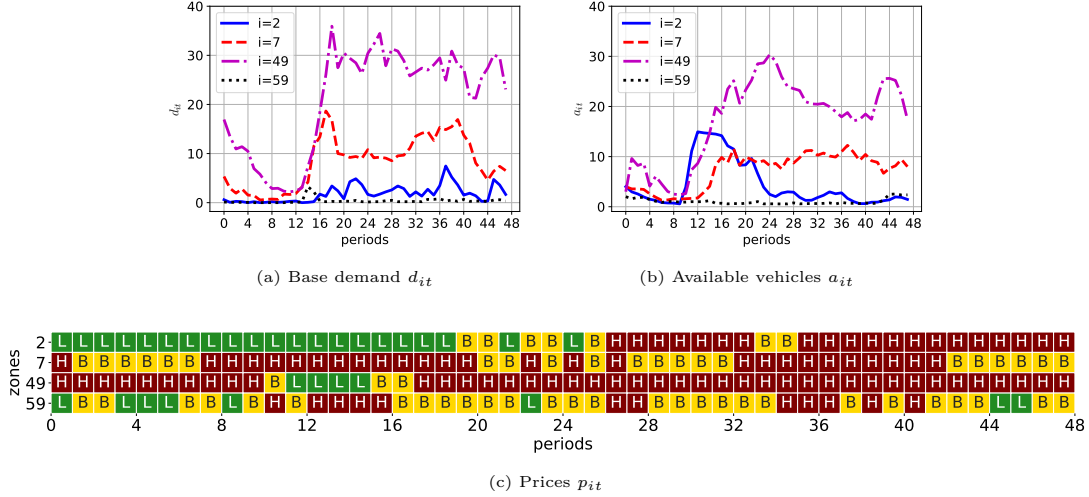 40
30
20
10
0
d_it
i=2
i=7
i=49
i=59
0 4 8 12 16 20 24 28 32 36 40 44 48
periods
(a) Base demand d_it
40
30
20
10
0
a_it
i=2
i=7
i=49
i=59
0 4 8 12 16 20 24 28 32 36 40 44 48
periods
(b) Available vehicles a_it
zones
2 L L L L L L L L L L L L L L L L L L L B B L B B L B H H H H H H H B B H H H H H H H H H H H H H
7 H B B B B B B H H H H H H H H H H H H H B B H B H B H B B B B B H H H H H H H H H H B B B B B B
49 H H H H H H H H H H B L L L L B B H H H H H H H H H H H H H H H H H H H H H H H H H H H H H H H
59 L B B L L L B B L B H B H H H H B B B B B B L B B B H H B B B B B B H H H B H B H B B B L L B B
0 4 8 12 16 20 24 28 32 36 40 44 48
periods
(c) Prices p_it